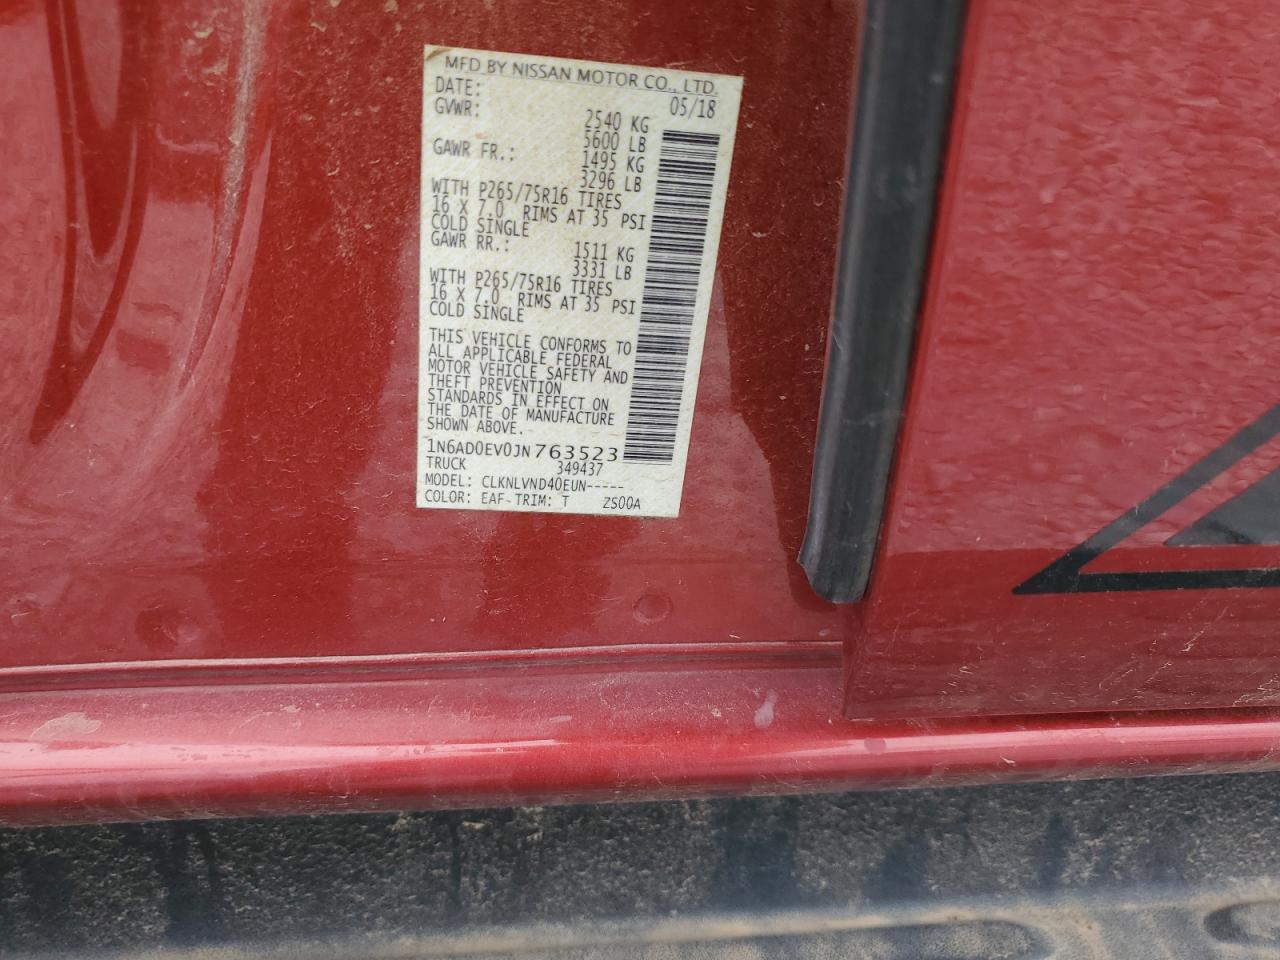 MFD BY NISSAN MOTOR CO., LTD.
DATE: 05/18
GVWR: 2540 KG
5600 LB
GAWR FR.: 1495 KG
3296 LB
WITH P265/75R16 TIRES
16 X 7.0 RIMS AT 35 PSI
COLD SINGLE
GAWR RR.: 1511 KG
3331 LB
WITH P265/75R16 TIRES
16 X 7.0 RIMS AT 35 PSI
COLD SINGLE
THIS VEHICLE CONFORMS TO
ALL APPLICABLE FEDERAL
MOTOR VEHICLE SAFETY AND
THEFT PREVENTION
STANDARDS IN EFFECT ON
THE DATE OF MANUFACTURE
SHOWN ABOVE.
1N6AD0EV0JN763523
TRUCK 349437
MODEL: CLKNLVND40EUN-----
COLOR: EAF-TRIM: T ZS00A